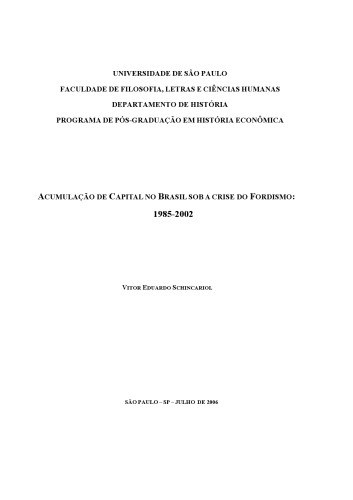 UNIVERSIDADE DE SÃO PAULO
FACULDADE DE FILOSOFIA, LETRAS E CIÊNCIAS HUMANAS
DEPARTAMENTO DE HISTÓRIA
PROGRAMA DE PÓS-GRADUAÇÃO EM HISTÓRIA ECONÔMICA
ACUMULAÇÃO DE CAPITAL NO BRASIL SOB A CRISE DO FORDISMO:
1985-2002
VITOR EDUARDO SCHINCARIOL
SÃO PAULO – SP – JULHO DE 2006